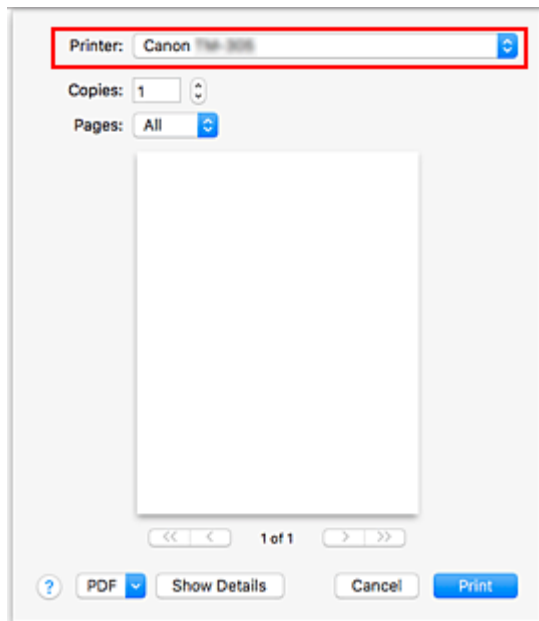 Printer: Canon
Copies: 1
Pages: All
<< < 1 of 1 > >>
? PDF Show Details Cancel Print